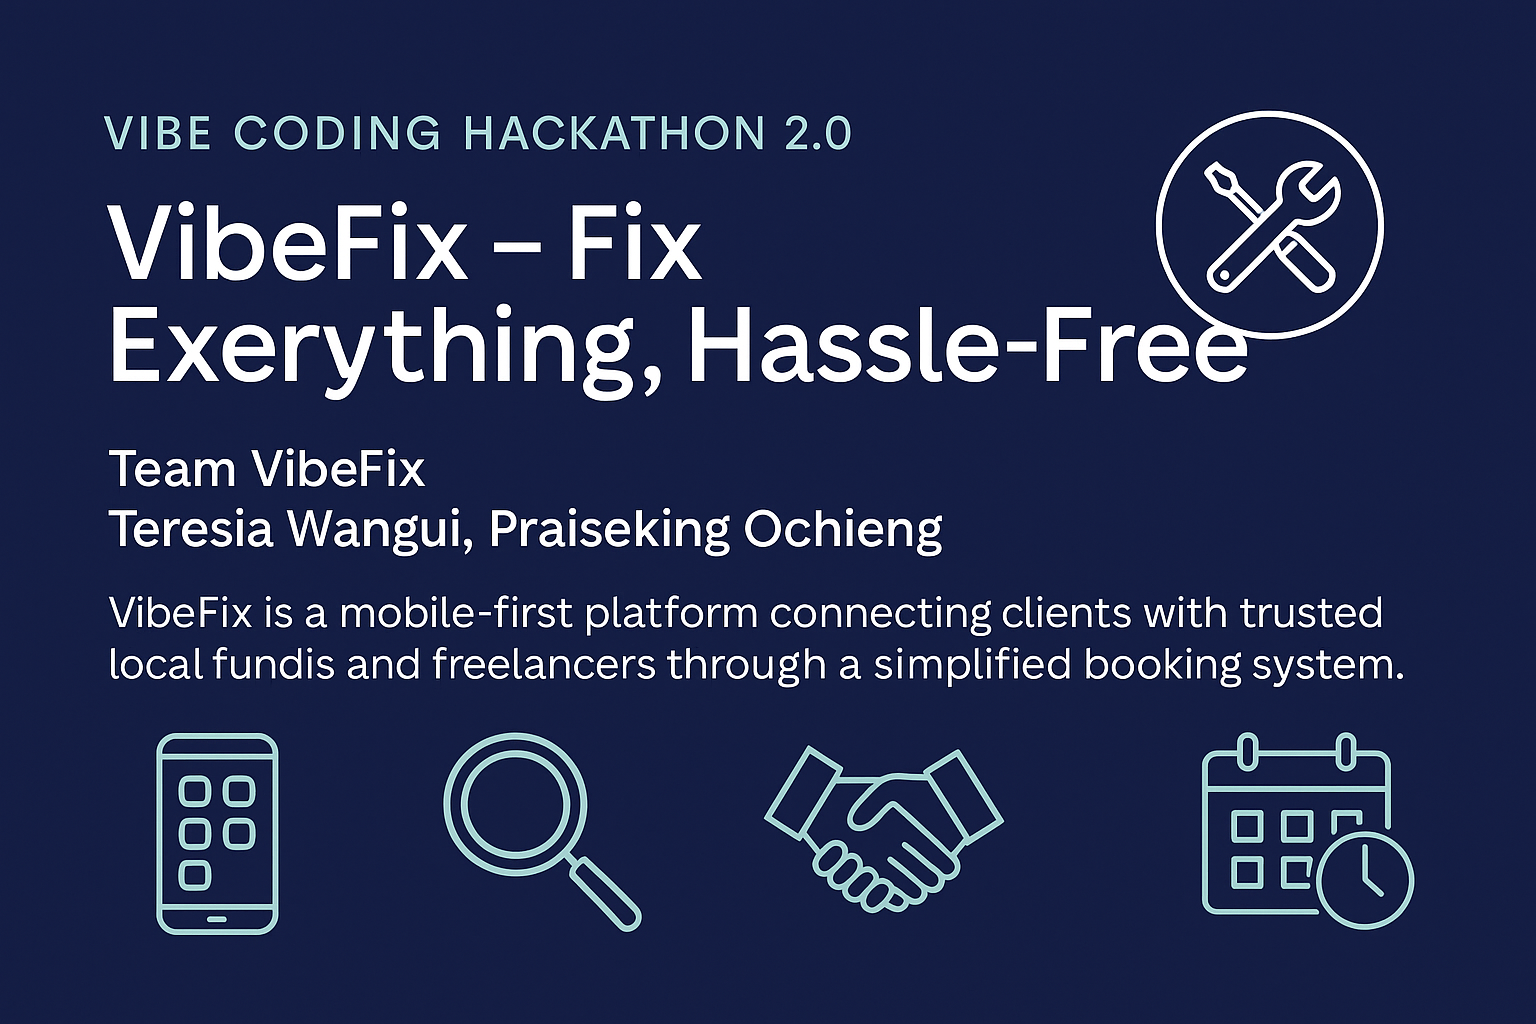 VIBE CODING HACKATHON 2.0
VibeFix – Fix
Exerything, Hassle-Free
Team VibeFix
Teresia Wangui, Praiseking Ochieng
VibeFix is a mobile-first platform connecting clients with trusted
local fundis and freelancers through a simplified booking system.